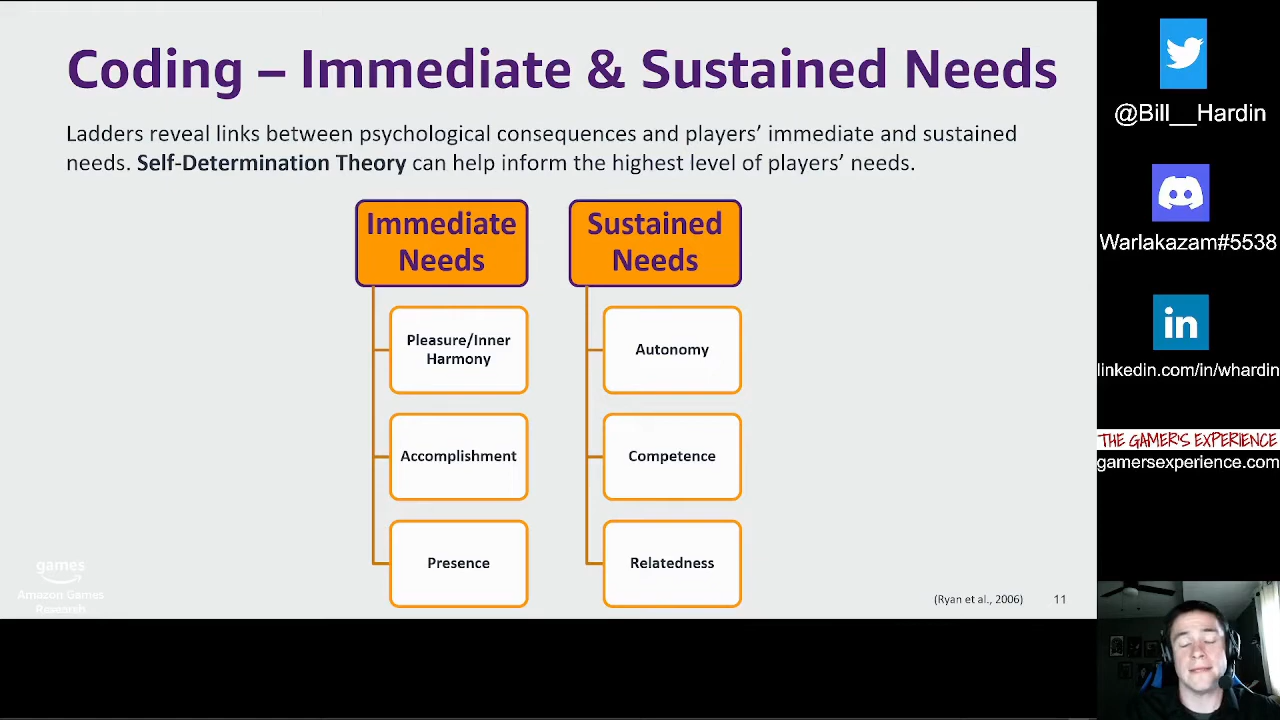 Coding – Immediate & Sustained Needs
Ladders reveal links between psychological consequences and players’ immediate and sustained
needs. Self-Determination Theory can help inform the highest level of players’ needs.
Immediate
Needs
Pleasure/Inner
Harmony
Accomplishment
Presence
Sustained
Needs
Autonomy
Competence
Relatedness
games
Amazon Games
Research
(Ryan et al., 2006)
11
@Bill__Hardin
Warlakazam#5538
in
linkedin.com/in/whardin
THE GAMER'S EXPERIENCE
gamersexperience.com